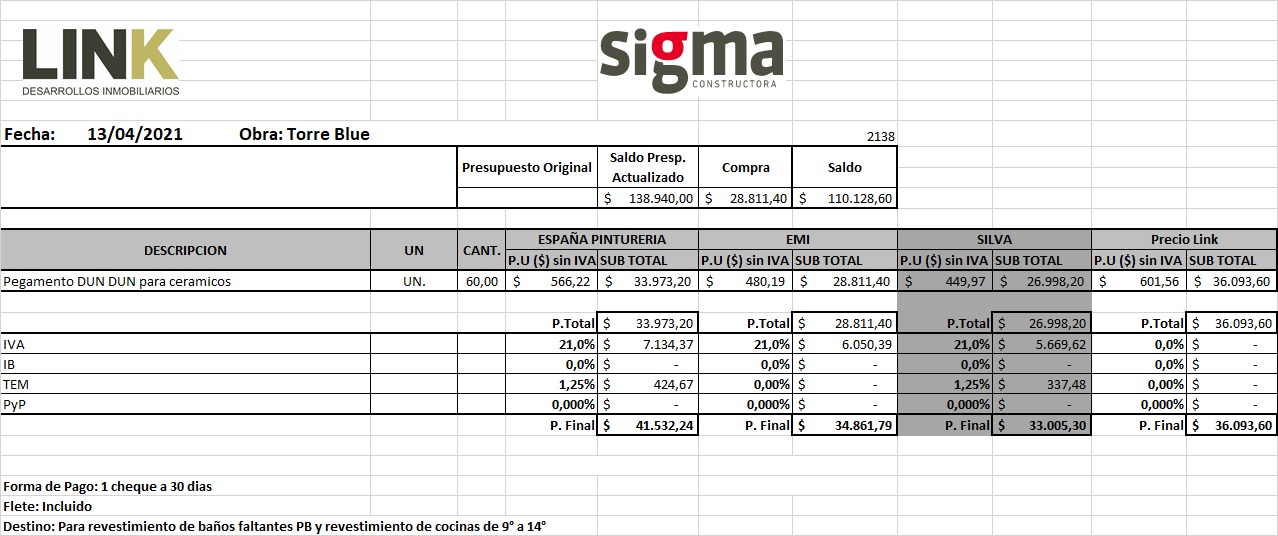 LINK
DESARROLLOS INMOBILIARIOS
sigma
CONSTRUCTORA
Fecha: 13/04/2021 Obra: Torre Blue 2138
Presupuesto Original Saldo Presp. Actualizado Compra Saldo
$ 138.940,00 $ 28.811,40 $ 110.128,60
DESCRIPCION UN CANT. ESPAÑA PINTURERIA EMI SILVA Precio Link
P.U ($) sin IVA SUB TOTAL P.U ($) sin IVA SUB TOTAL P.U ($) sin IVA SUB TOTAL P.U ($) sin IVA SUB TOTAL
Pegamento DUN DUN para ceramicos UN. 60,00 $ 566,22 $ 33.973,20 $ 480,19 $ 28.811,40 $ 449,97 $ 26.998,20 $ 601,56 $ 36.093,60
P.Total $ 33.973,20 P.Total $ 28.811,40 P.Total $ 26.998,20 P.Total $ 36.093,60
IVA 21,0% $ 7.134,37 21,0% $ 6.050,39 21,0% $ 5.669,62 0,0% $ -
IB 0,0% $ - 0,0% $ - 0,0% $ - 0,0% $ -
TEM 1,25% $ 424,67 0,00% $ - 1,25% $ 337,48 0,00% $ -
PyP 0,000% $ - 0,000% $ - 0,000% $ - 0,000% $ -
P. Final $ 41.532,24 P. Final $ 34.861,79 P. Final $ 33.005,30 P. Final $ 36.093,60
Forma de Pago: 1 cheque a 30 dias
Flete: Incluido
Destino: Para revestimiento de baños faltantes PB y revestimiento de cocinas de 9° a 14°